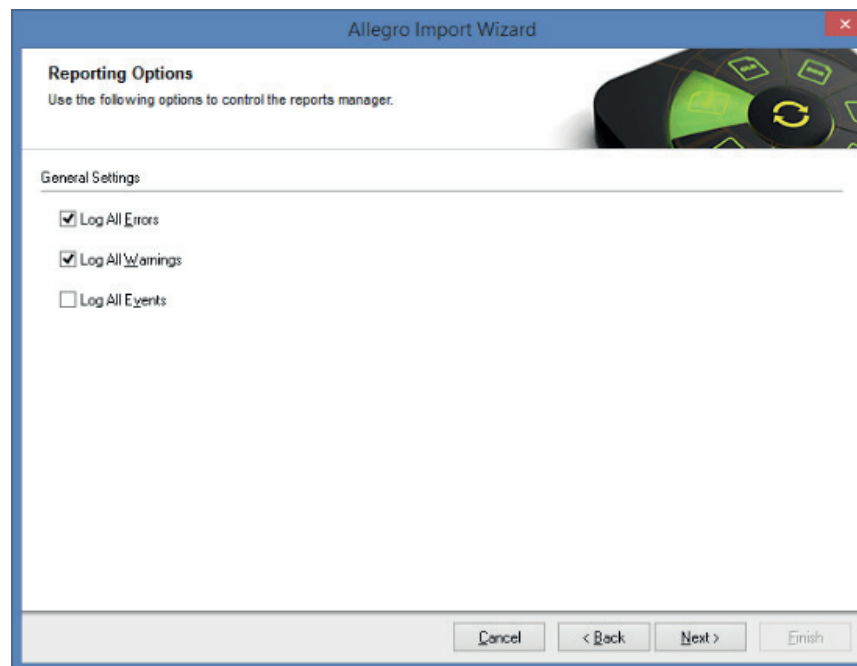 Allegro Import Wizard
Reporting Options
Use the following options to control the reports manager.
General Settings
Log All Errors
Log All Warnings
Log All Events
Cancel
< Back
Next >
Finish